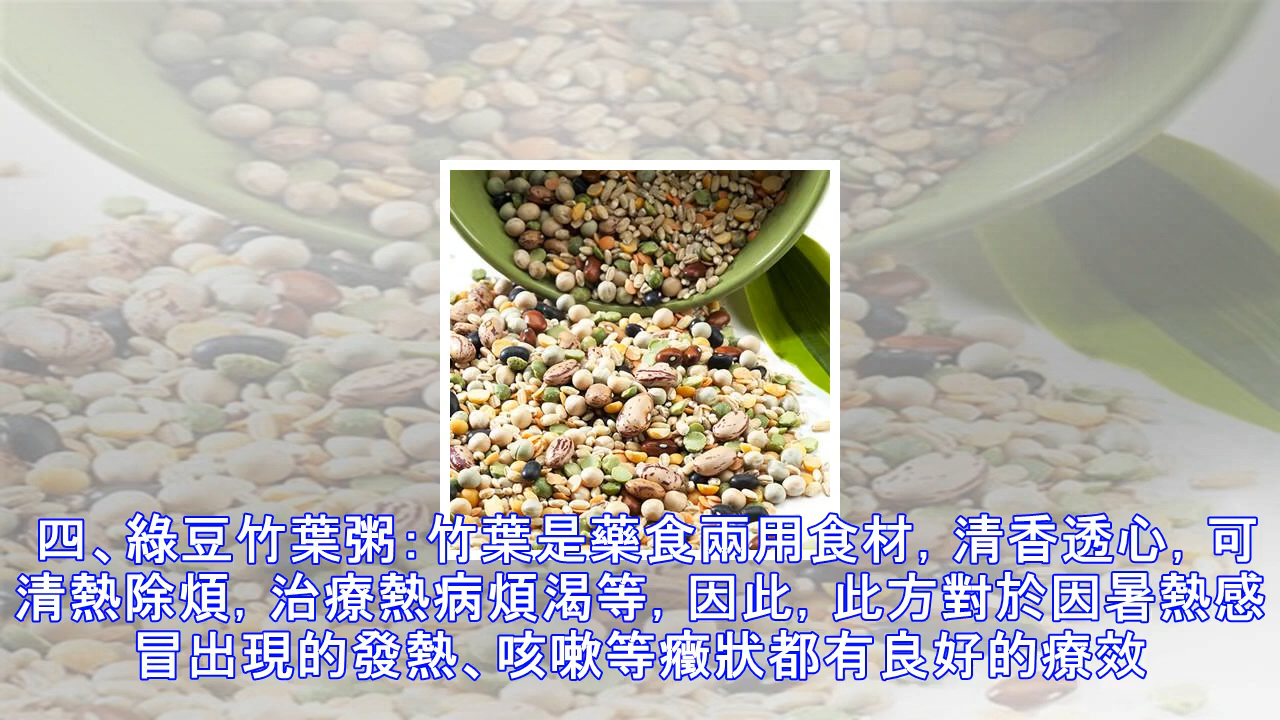 四、綠豆竹葉粥:竹葉是藥食兩用食材, 清香透心, 可
清熱除煩, 治療熱病煩渴等, 因此, 此方對於因暑熱感
冒出現的發熱、咳嗽等癥狀都有良好的療效